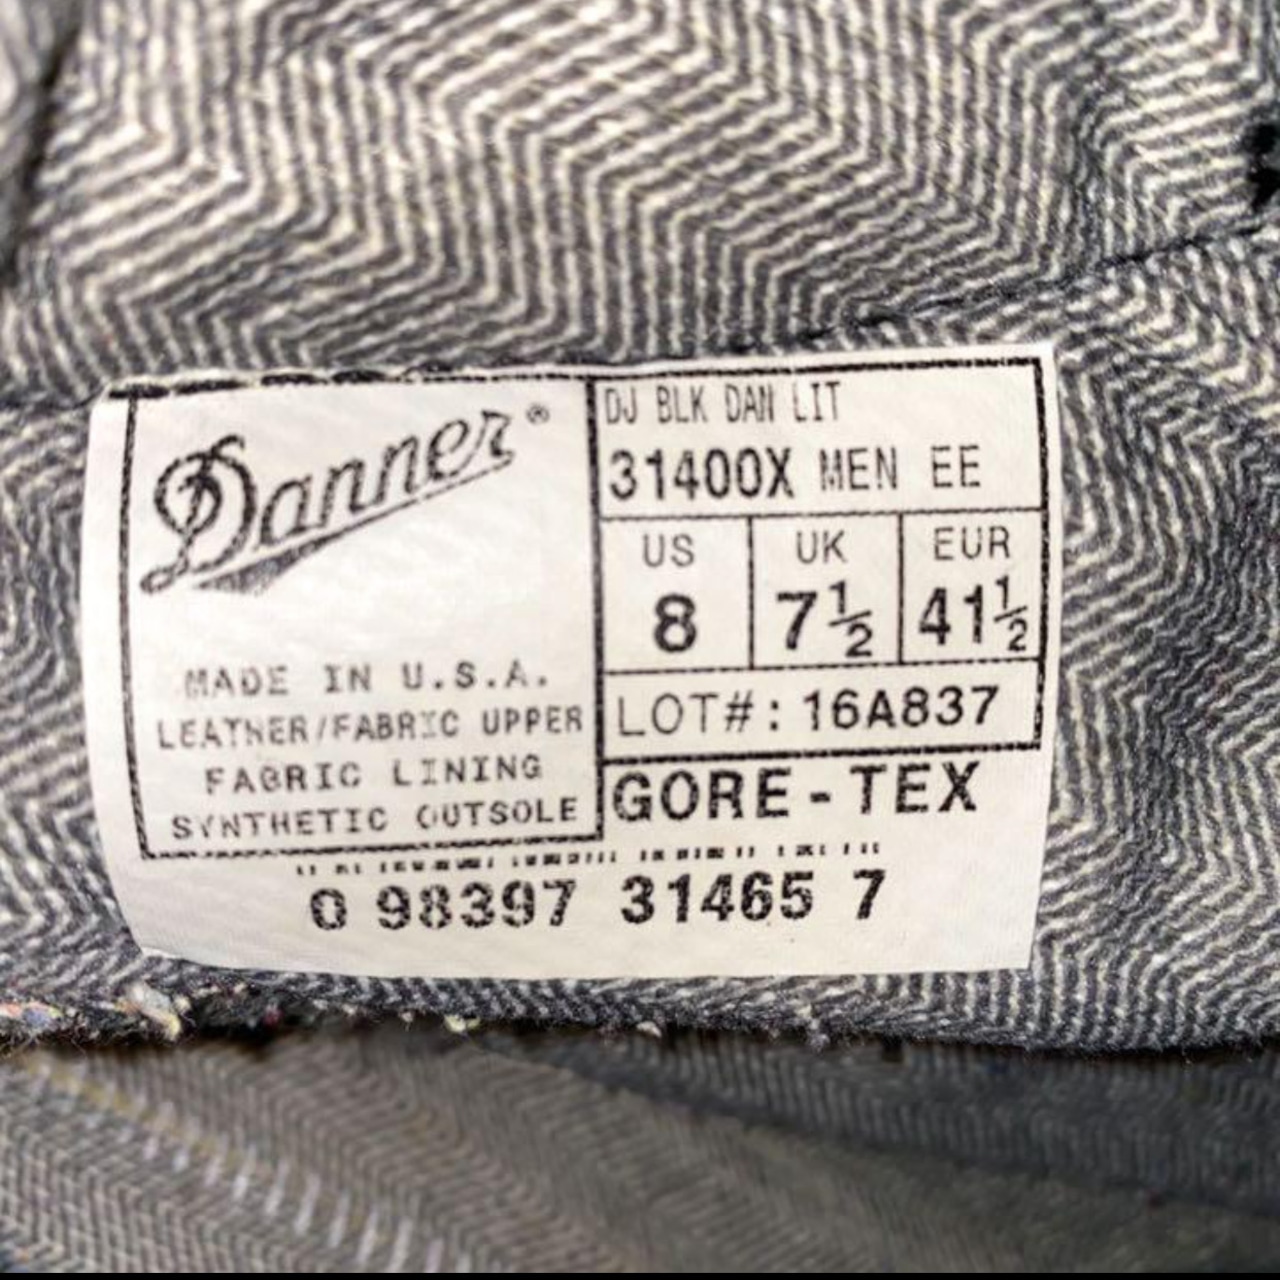 Danner®
MADE IN U.S.A.
LEATHER/FABRIC UPPER
FABRIC LINING
SYNTHETIC OUTSOLE
DJ BLK DAN LIT
31400X MEN EE
US UK EUR
8 7½ 41½
LOT#: 16A837
GORE-TEX
0 98397 31465 7